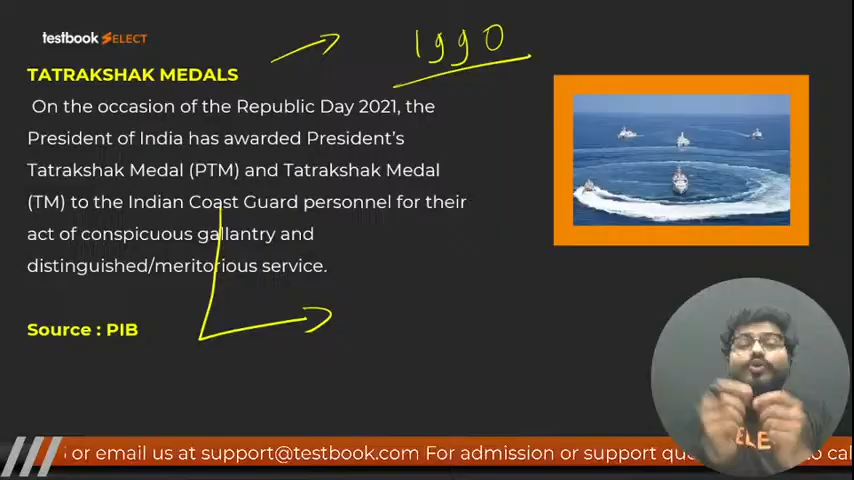 testbook SELECT
1990
TATRAKSHAK MEDALS
On the occasion of the Republic Day 2021, the
President of India has awarded President's
Tatrakshak Medal (PTM) and Tatrakshak Medal
(TM) to the Indian Coast Guard personnel for their
act of conspicuous gallantry and
distinguished/meritorious service.
Source : PIB
or email us at support@testbook.com For admission or support to cal